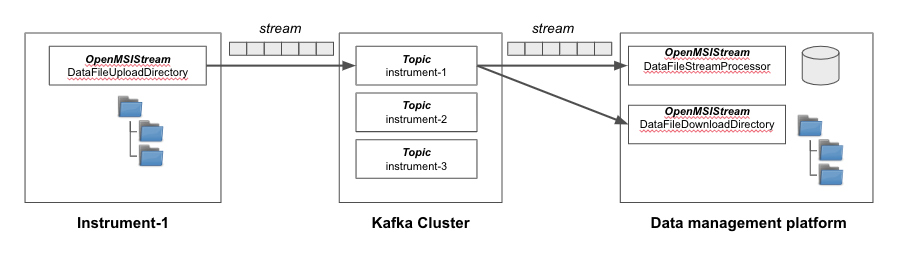 stream
stream
OpenMSIStream
DataFileUploadDirectory
Topic
instrument-1
Topic
instrument-2
Topic
instrument-3
OpenMSIStream
DataFileStreamProcessor
OpenMSIStream
DataFileDownloadDirectory
Instrument-1
Kafka Cluster
Data management platform